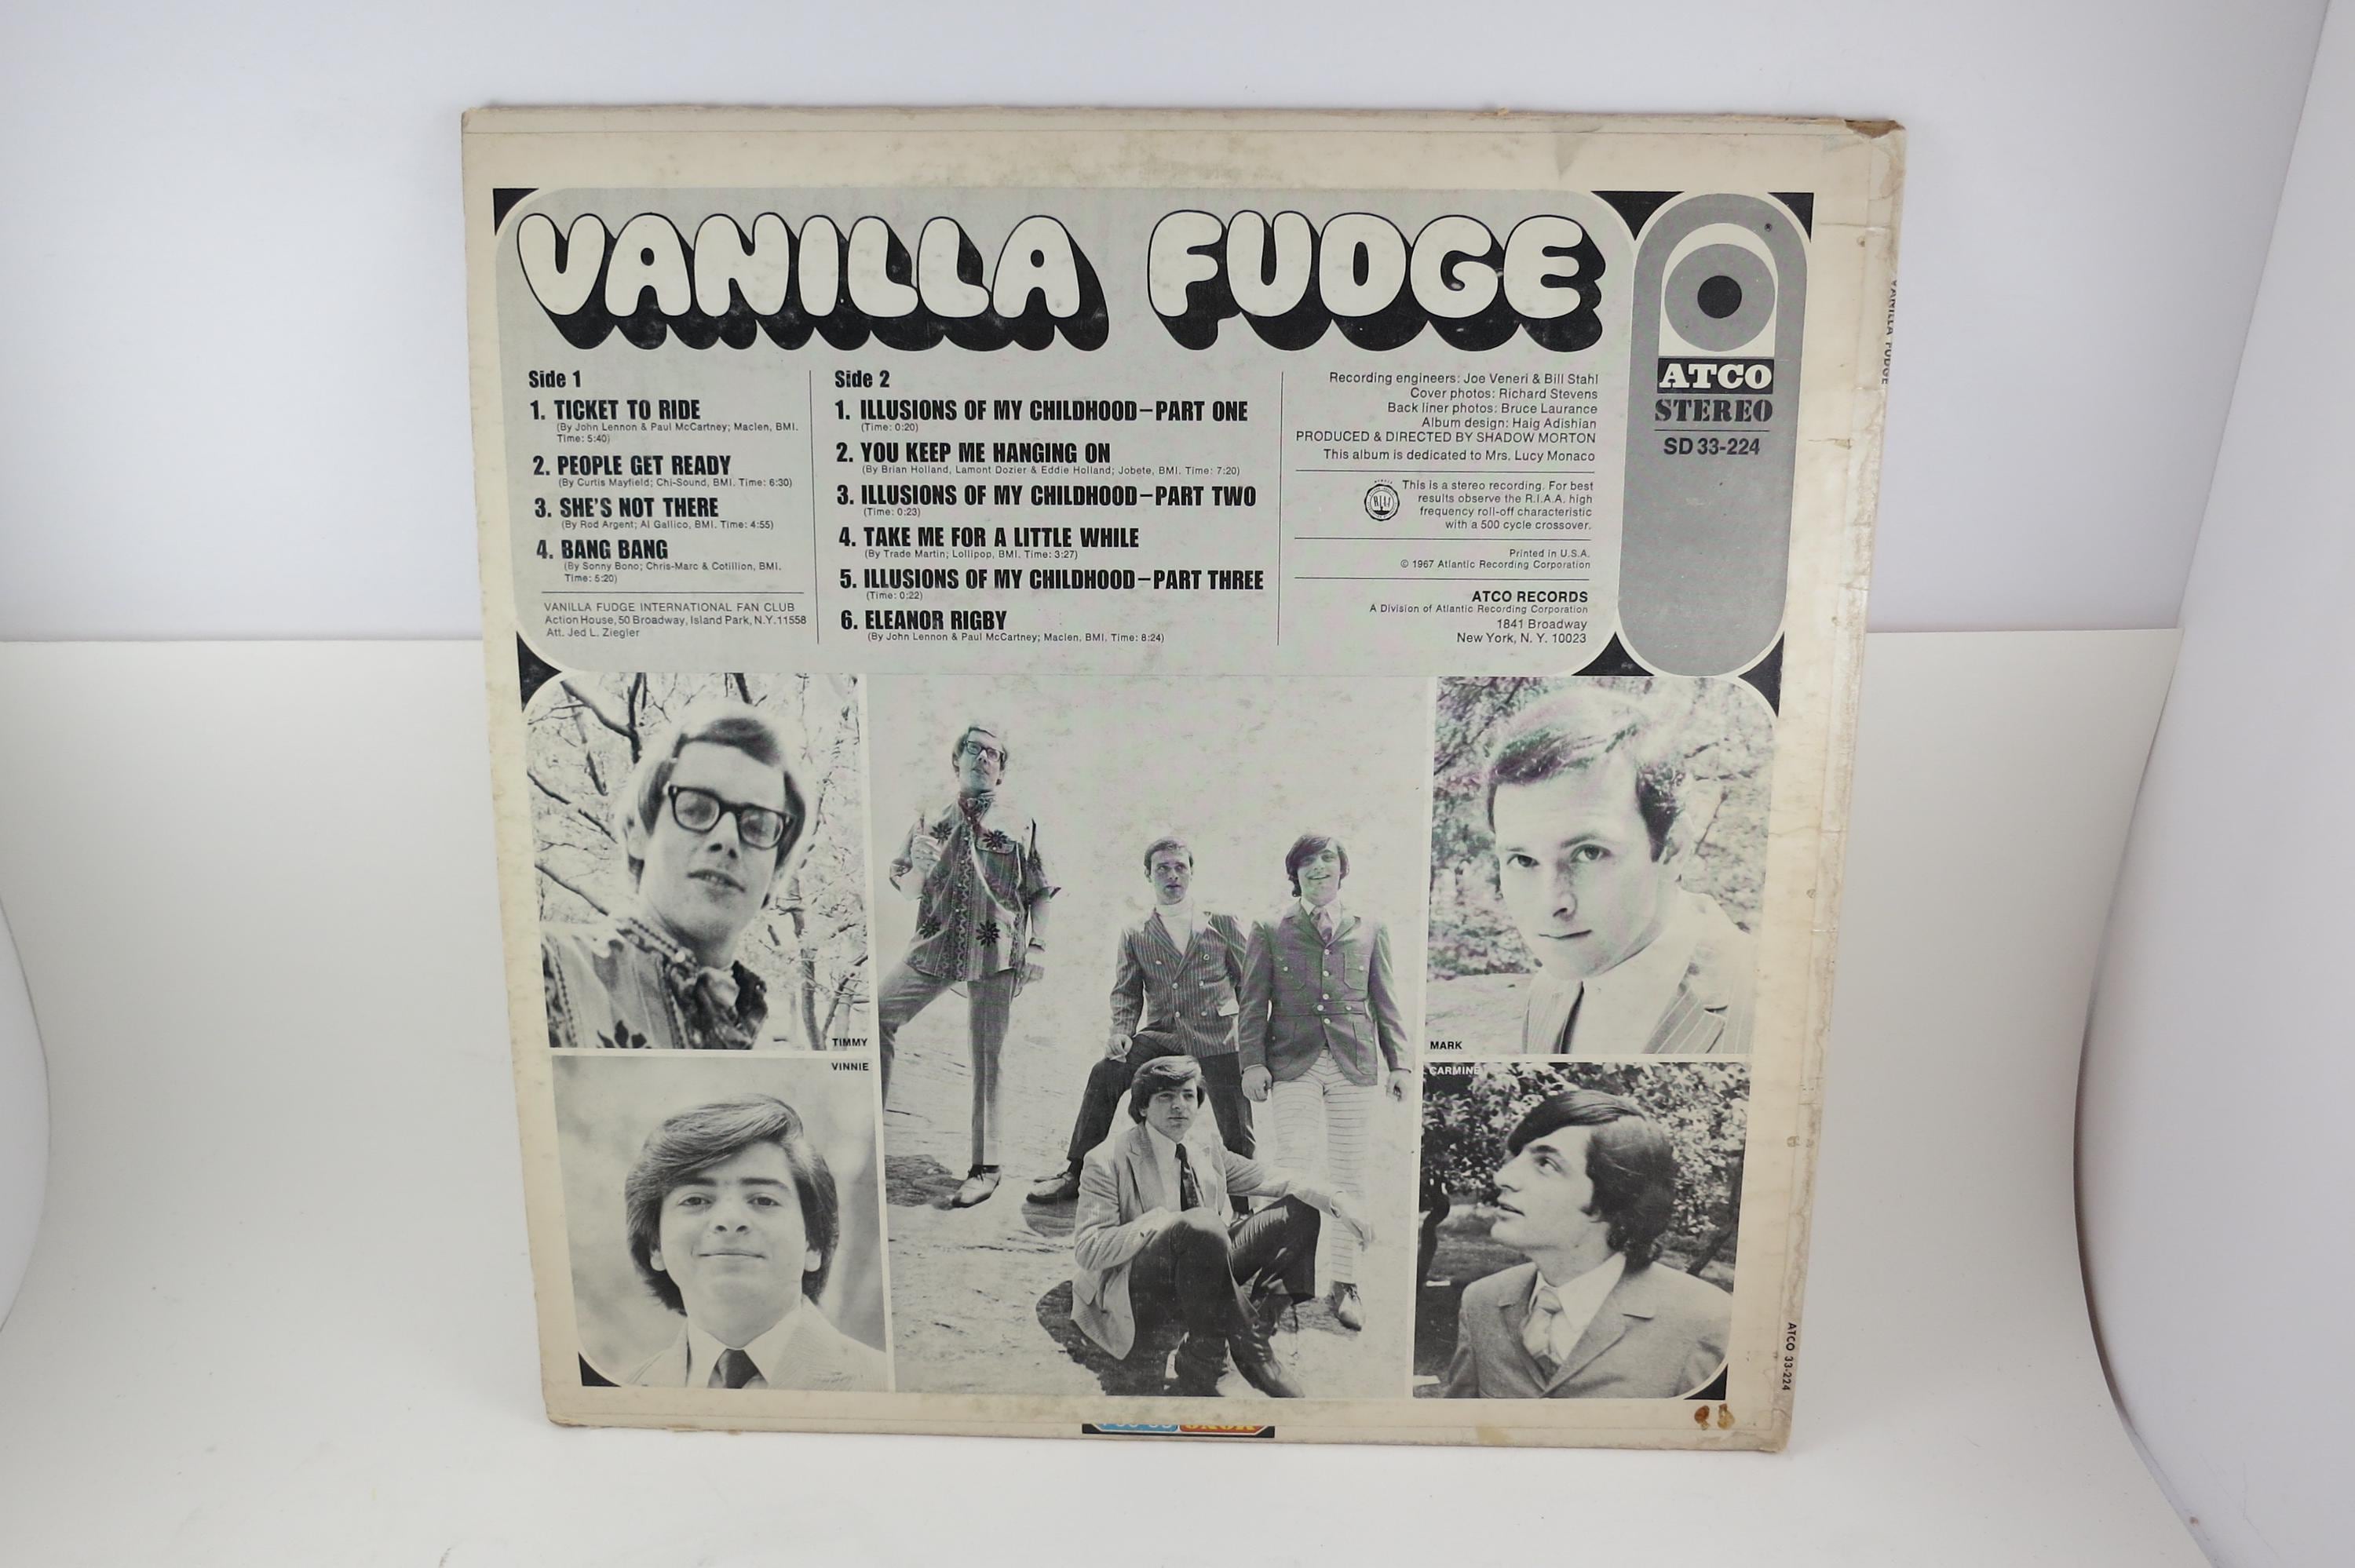 VANILLA FUDGE
Side 1
1. TICKET TO RIDE
(By John Lennon & Paul McCartney; Maclen, BMI.
Time: 5:40)
2. PEOPLE GET READY
(By Curtis Mayfield; Chi-Sound, BMI. Time: 6:30)
3. SHE'S NOT THERE
(By Rod Argent; Al Gallico, BMI. Time: 4:55)
4. BANG BANG
(By Sonny Bono; Chris-Marc & Cotillion, BMI.
Time: 5:20)
VANILLA FUDGE INTERNATIONAL FAN CLUB
Action House, 50 Broadway, Island Park, N.Y. 11558
Att. Jed L. Ziegler
Side 2
1. ILLUSIONS OF MY CHILDHOOD—PART ONE
(Time: 0:20)
2. YOU KEEP ME HANGING ON
(By Brian Holland, Lamont Dozier & Eddie Holland; Jobete, BMI. Time: 7:20)
3. ILLUSIONS OF MY CHILDHOOD—PART TWO
(Time: 0:23)
4. TAKE ME FOR A LITTLE WHILE
(By Trade Martin; Lollipop, BMI. Time: 3:27)
5. ILLUSIONS OF MY CHILDHOOD—PART THREE
(Time: 0:22)
6. ELEANOR RIGBY
(By John Lennon & Paul McCartney; Maclen, BMI. Time: 8:24)
Recording engineers: Joe Veneri & Bill Stahl
Cover photos: Richard Stevens
Back liner photos: Bruce Laurance
Album design: Haig Adishian
PRODUCED & DIRECTED BY SHADOW MORTON
This album is dedicated to Mrs. Lucy Monaco
This is a stereo recording. For best
results observe the R.I.A.A. high
frequency roll-off characteristic
with a 500 cycle crossover.
Printed in U.S.A.
© 1967 Atlantic Recording Corporation
ATCO RECORDS
A Division of Atlantic Recording Corporation
1841 Broadway
New York, N. Y. 10023
ATCO
STEREO
SD 33-224
VANILLA FUDGE
TIMMY
VINNIE
MARK
CARMINE
ATCO 33-224